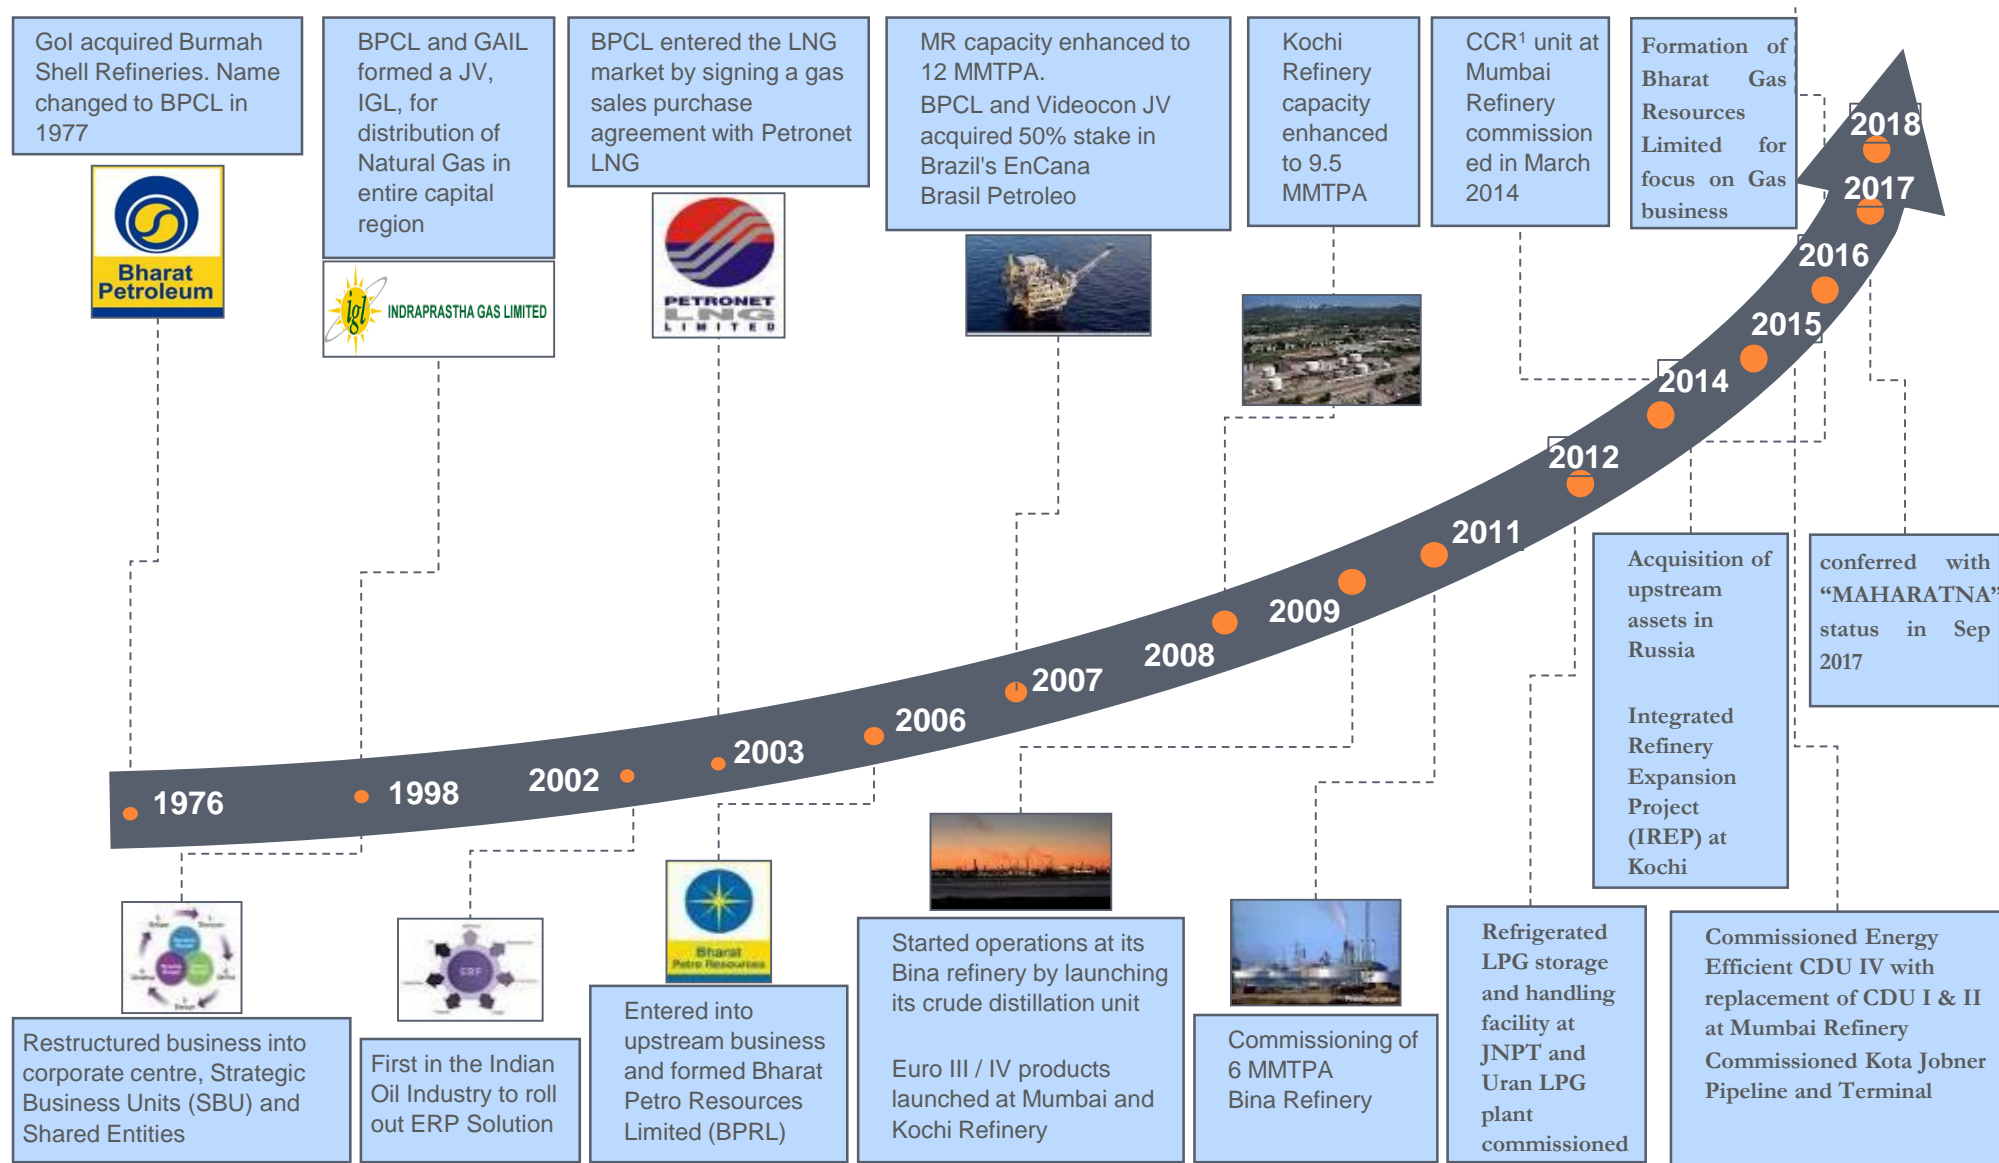 GoI acquired Burmah
Shell Refineries. Name
changed to BPCL in
1977
BPCL and GAIL
formed a JV,
IGL, for
distribution of
Natural Gas in
entire capital
region
BPCL entered the LNG
market by signing a gas
sales purchase
agreement with Petronet
LNG
MR capacity enhanced to
12 MMTPA.
BPCL and Videocon JV
acquired 50% stake in
Brazil's EnCana
Brasil Petroleo
Kochi
Refinery
capacity
enhanced
to 9.5
MMTPA
CCR¹ unit at
Mumbai
Refinery
commission
ed in March
2014
Formation of
Bharat Gas
Resources
Limited for
focus on Gas
business
Bharat
Petroleum
igl INDRAPRASTHA GAS LIMITED
PETRONET
LNG
LIMITED
2018
2017
2016
2015
2014
2012
2011
2009
2008
2007
2006
2003
2002
1998
1976
Acquisition of
upstream
assets in
Russia
Integrated
Refinery
Expansion
Project
(IREP) at
Kochi
conferred with
“MAHARATNA”
status in Sep
2017
ERP
Bharat
Petro Resources
Restructured business into
corporate centre, Strategic
Business Units (SBU) and
Shared Entities
First in the Indian
Oil Industry to roll
out ERP Solution
Entered into
upstream business
and formed Bharat
Petro Resources
Limited (BPRL)
Started operations at its
Bina refinery by launching
its crude distillation unit
Euro III / IV products
launched at Mumbai and
Kochi Refinery
Commissioning of
6 MMTPA
Bina Refinery
Refrigerated
LPG storage
and handling
facility at
JNPT and
Uran LPG
plant
commissioned
Commissioned Energy
Efficient CDU IV with
replacement of CDU I & II
at Mumbai Refinery
Commissioned Kota Jobner
Pipeline and Terminal